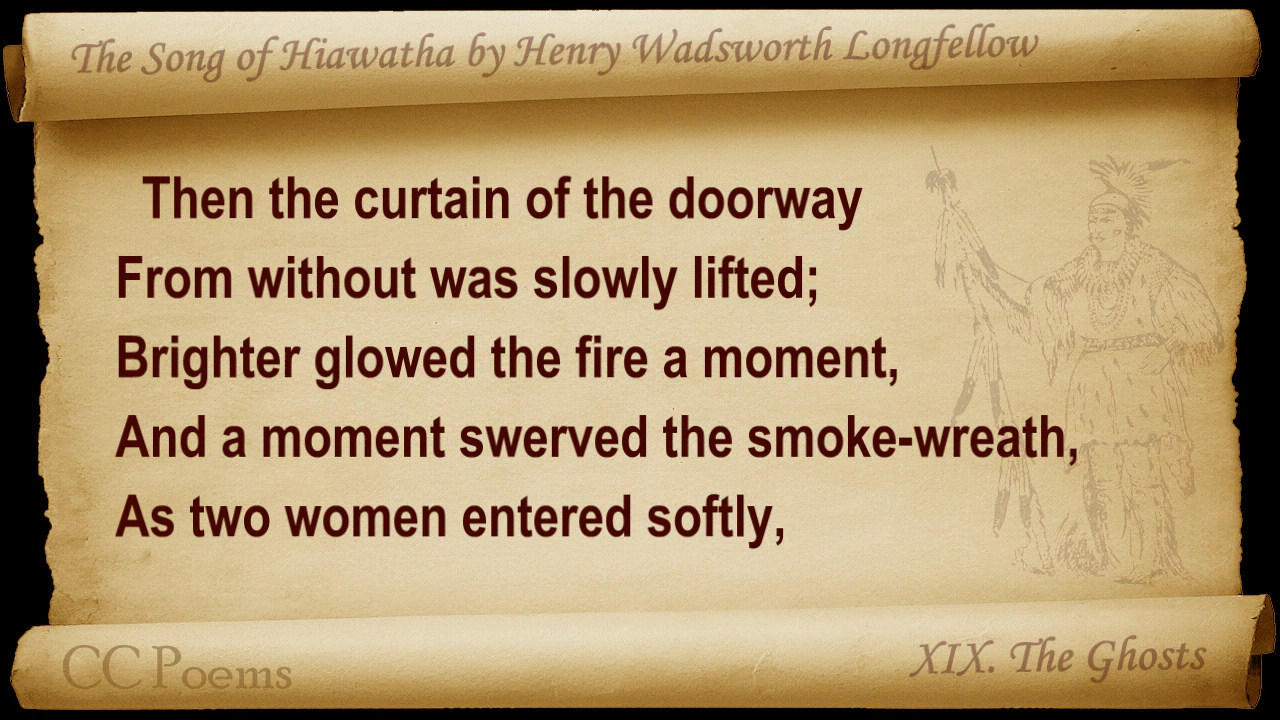 The Song of Hiawatha by Henry Wadsworth Longfellow
Then the curtain of the doorway
From without was slowly lifted;
Brighter glowed the fire a moment,
And a moment swerved the smoke-wreath,
As two women entered softly,
CC Poems
XIX. The Ghosts